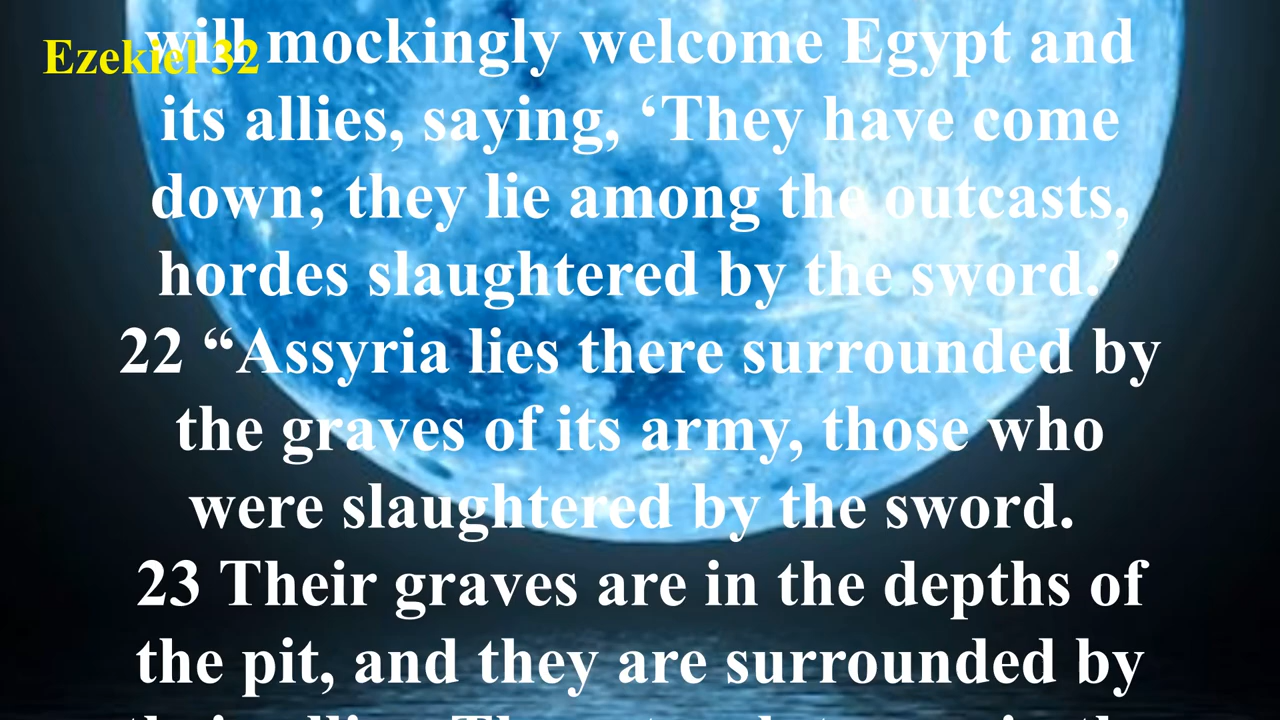 Ezekiel 32
will mockingly welcome Egypt and
its allies, saying, ‘They have come
down; they lie among the outcasts,
hordes slaughtered by the sword.’
22 “Assyria lies there surrounded by
the graves of its army, those who
were slaughtered by the sword.
23 Their graves are in the depths of
the pit, and they are surrounded by